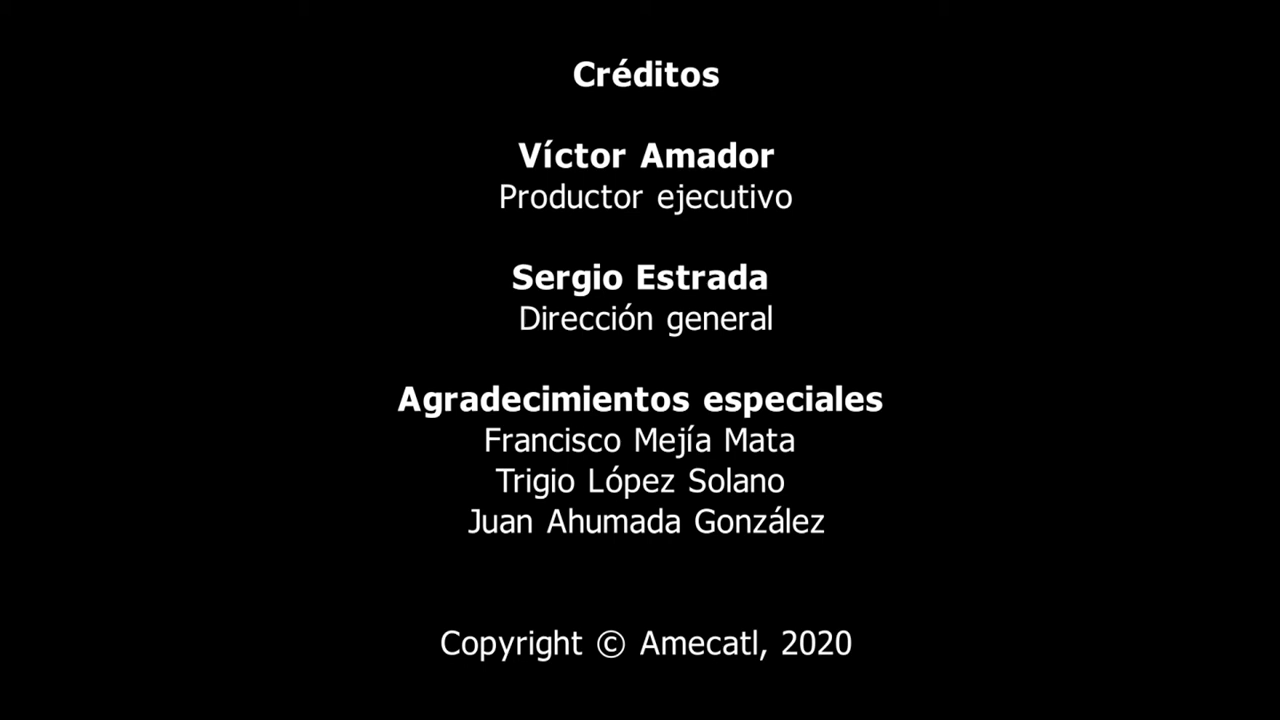 Créditos
Víctor Amador
Productor ejecutivo
Sergio Estrada
Dirección general
Agradecimientos especiales
Francisco Mejía Mata
Trigio López Solano
Juan Ahumada González
Copyright © Amecatl, 2020